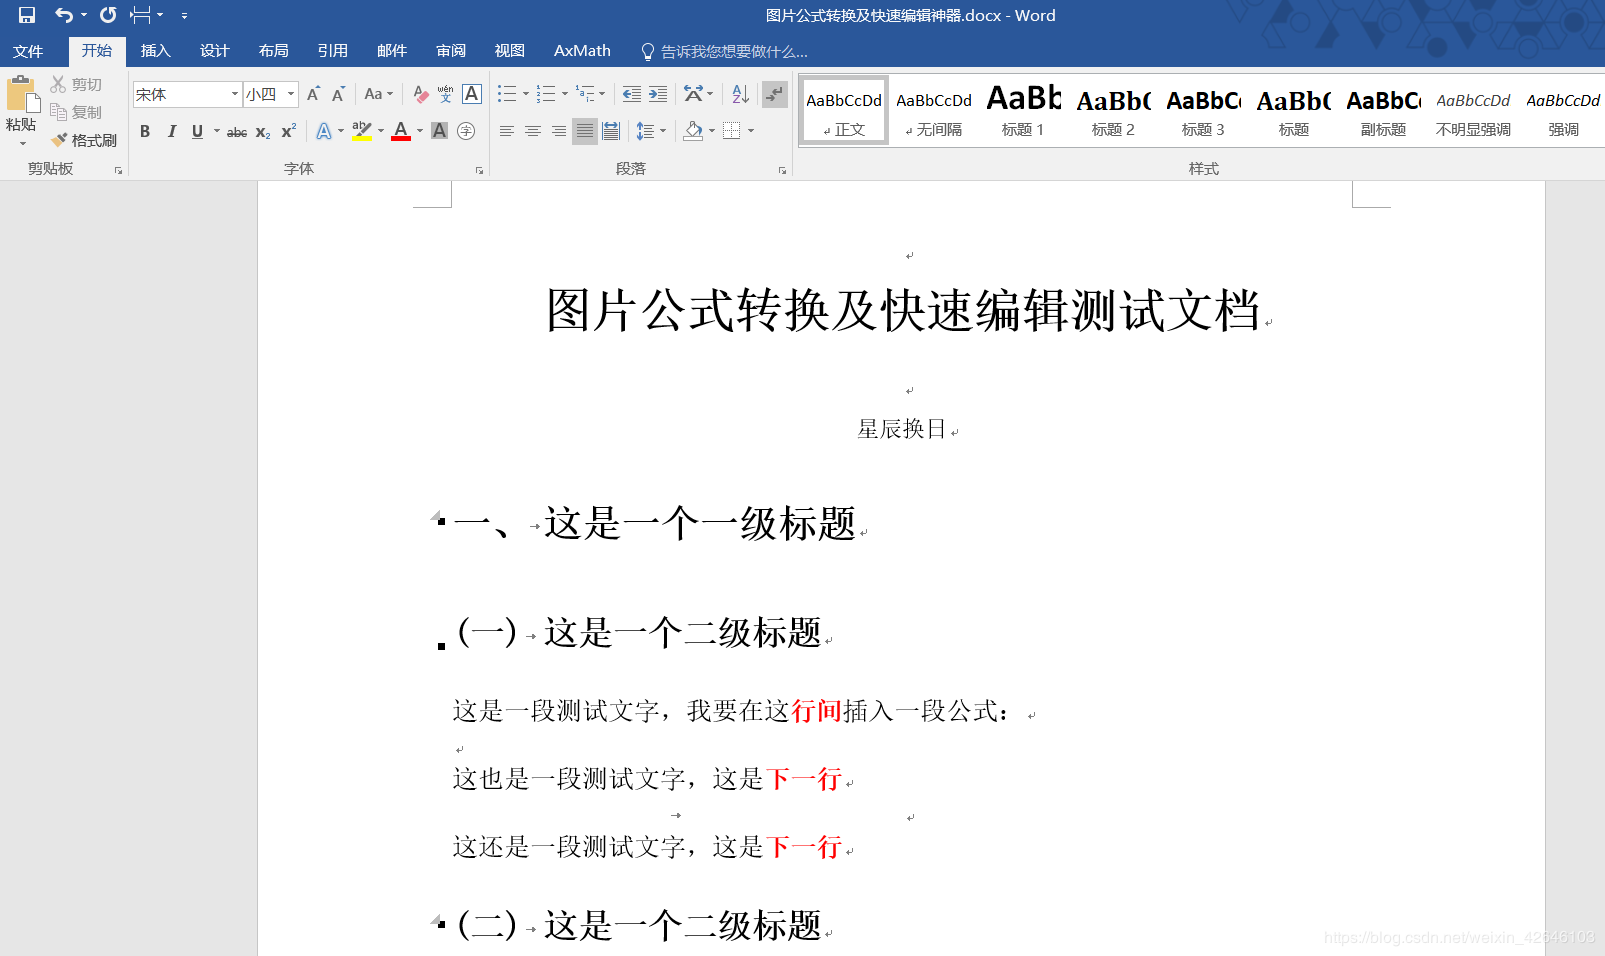 图片公式转换及快速编辑神器.docx - Word
文件 开始 插入 设计 布局 引用 邮件 审阅 视图 AxMath 告诉我您想要做什么...
粘贴 剪切 复制 格式刷
宋体 小四 A A Aa wén 文 A
B I U abc x₂ x² A ab A A 字
AaBbCcDd AaBbCcDd AaBb AaBb( AaBbC AaBb( AaBbC AaBbCcDd AaBbCcDd
正文 无间隔 标题 1 标题 2 标题 3 标题 副标题 不明显强调 强调
剪贴板 字体 段落 样式
图片公式转换及快速编辑测试文档
星辰换日
一、 这是一个一级标题
(一) 这是一个二级标题
这是一段测试文字，我要在这行间插入一段公式：
这也是一段测试文字，这是下一行
这还是一段测试文字，这是下一行
(二) 这是一个二级标题
https://blog.csdn.net/weixin_42646103